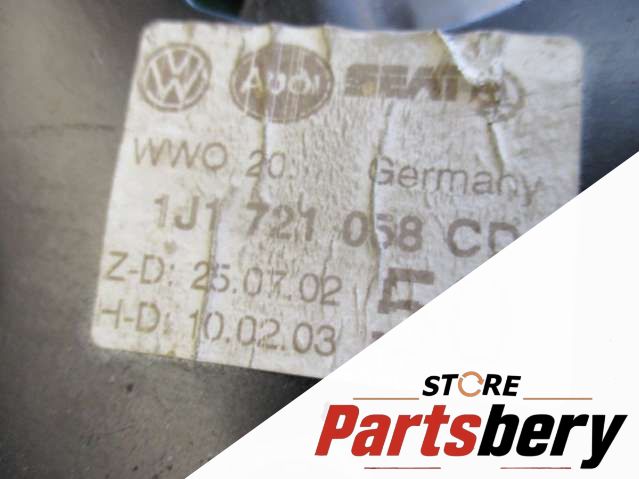 Audi SEAT
WWO 20 Germany
1J1 721 058 CD
Z-D: 25.07.02
H-D: 10.02.03
STORE
Partsbery